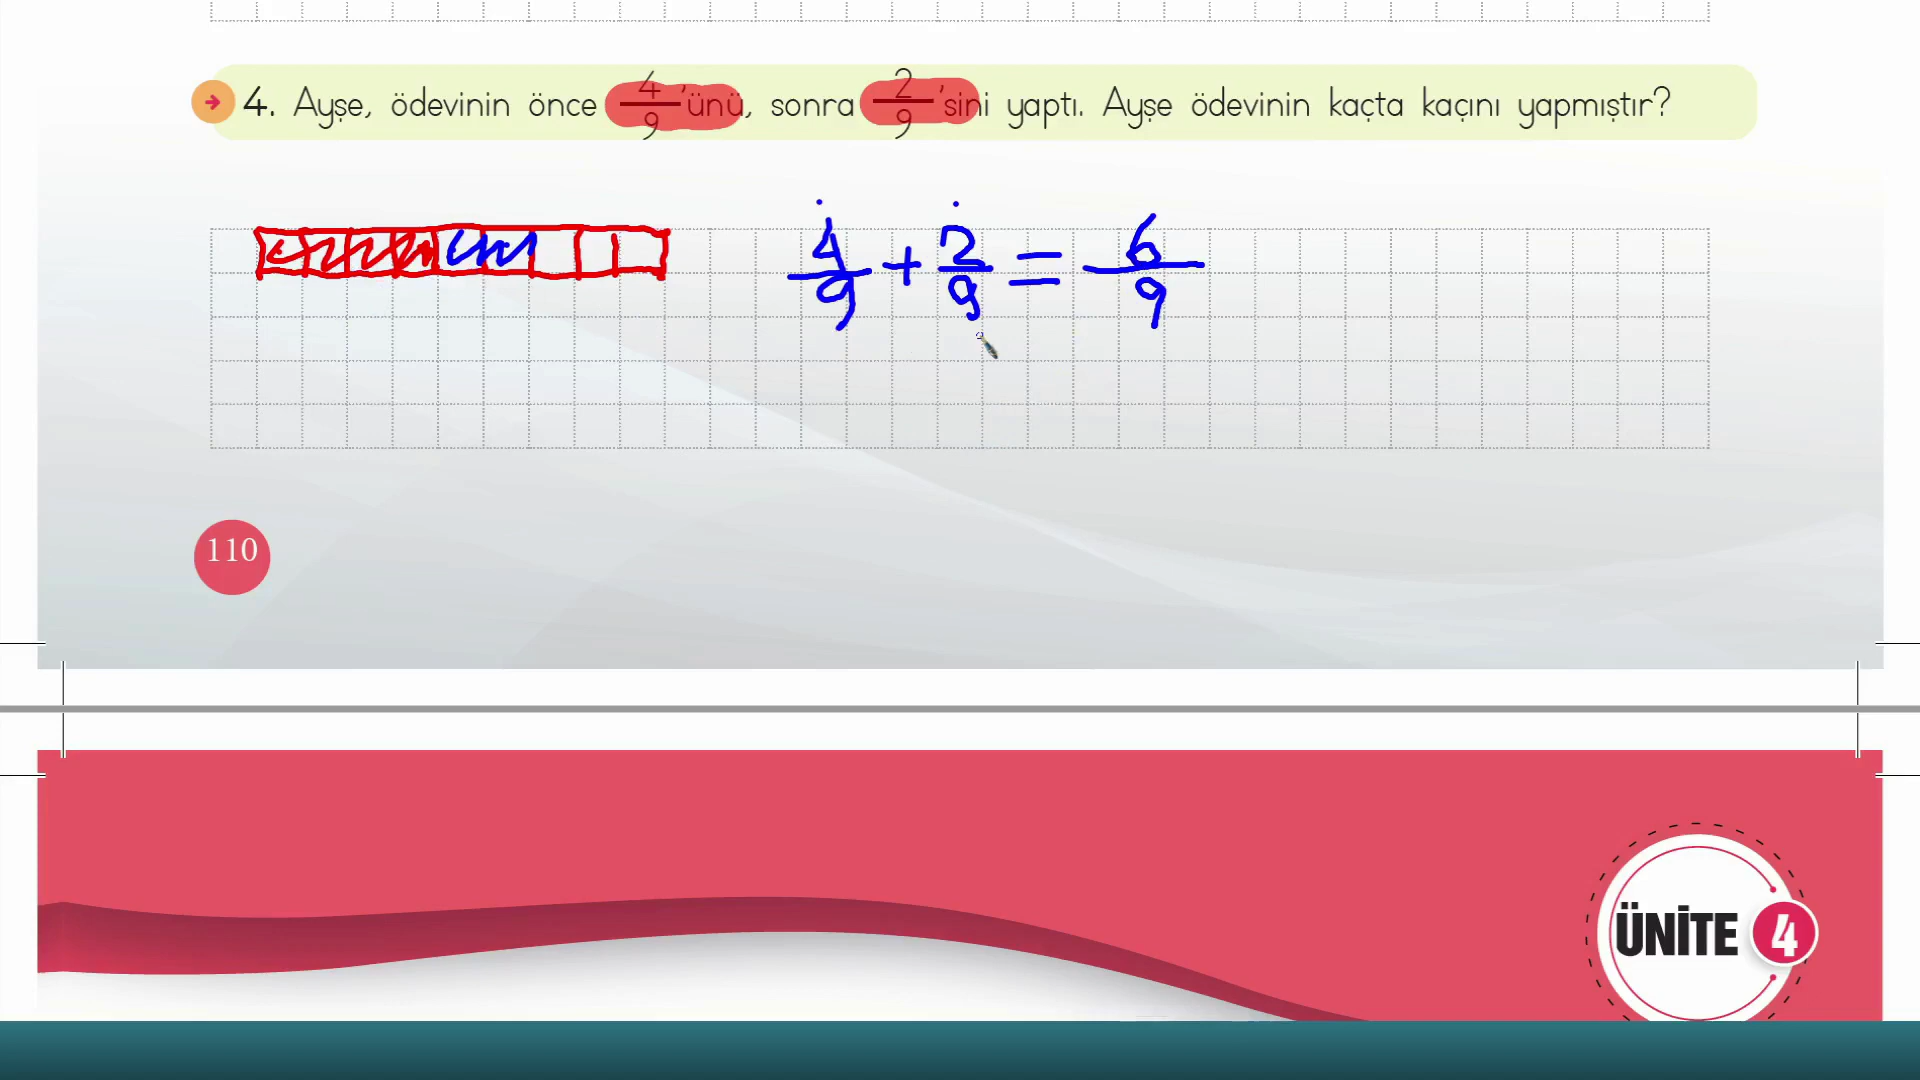 4. Ayşe, ödevinin önce 4/9'ünü, sonra 2/9'sini yaptı. Ayşe ödevinin kaçta kaçını yapmıştır?
4/9 + 2/9 = 6/9
110
ÜNİTE 4